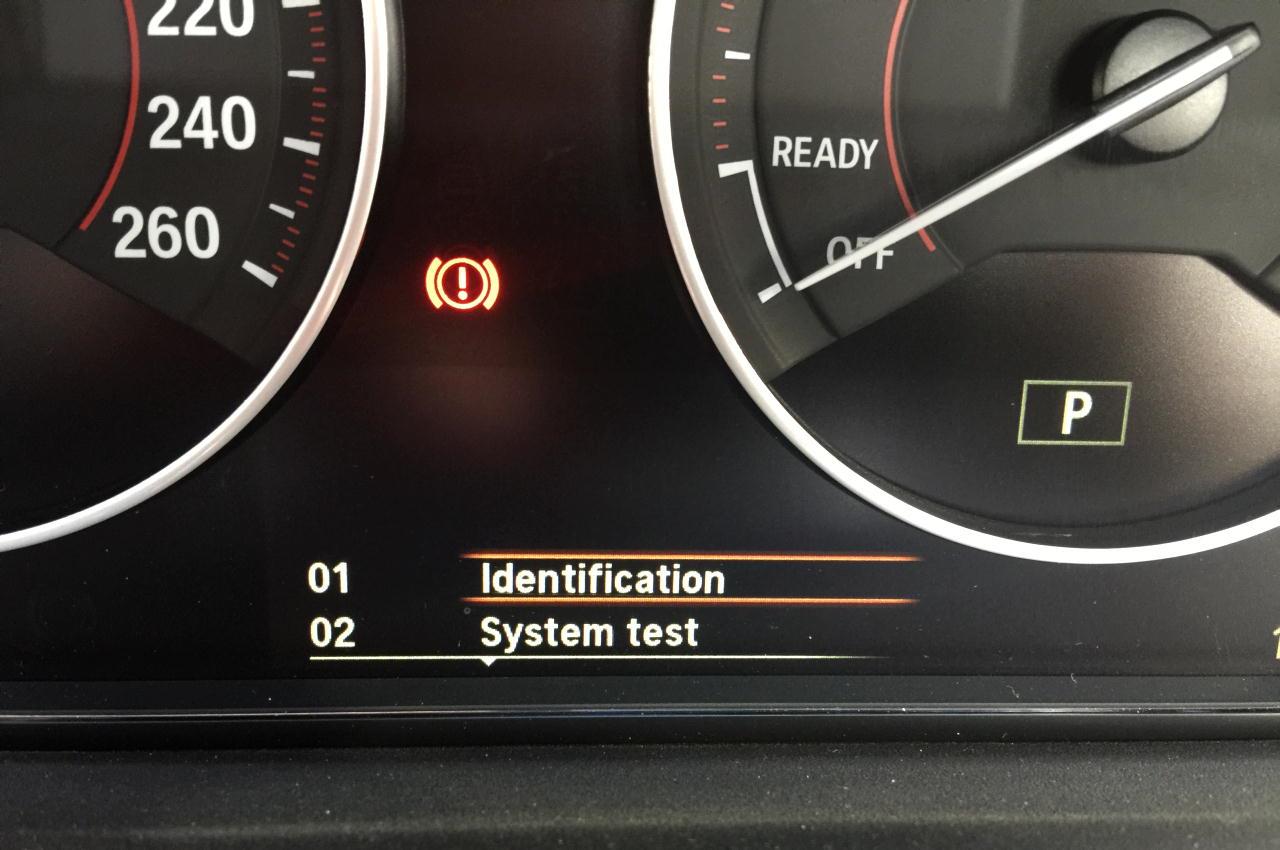 220
240
260
READY
OFF
P
01 Identification
02 System test